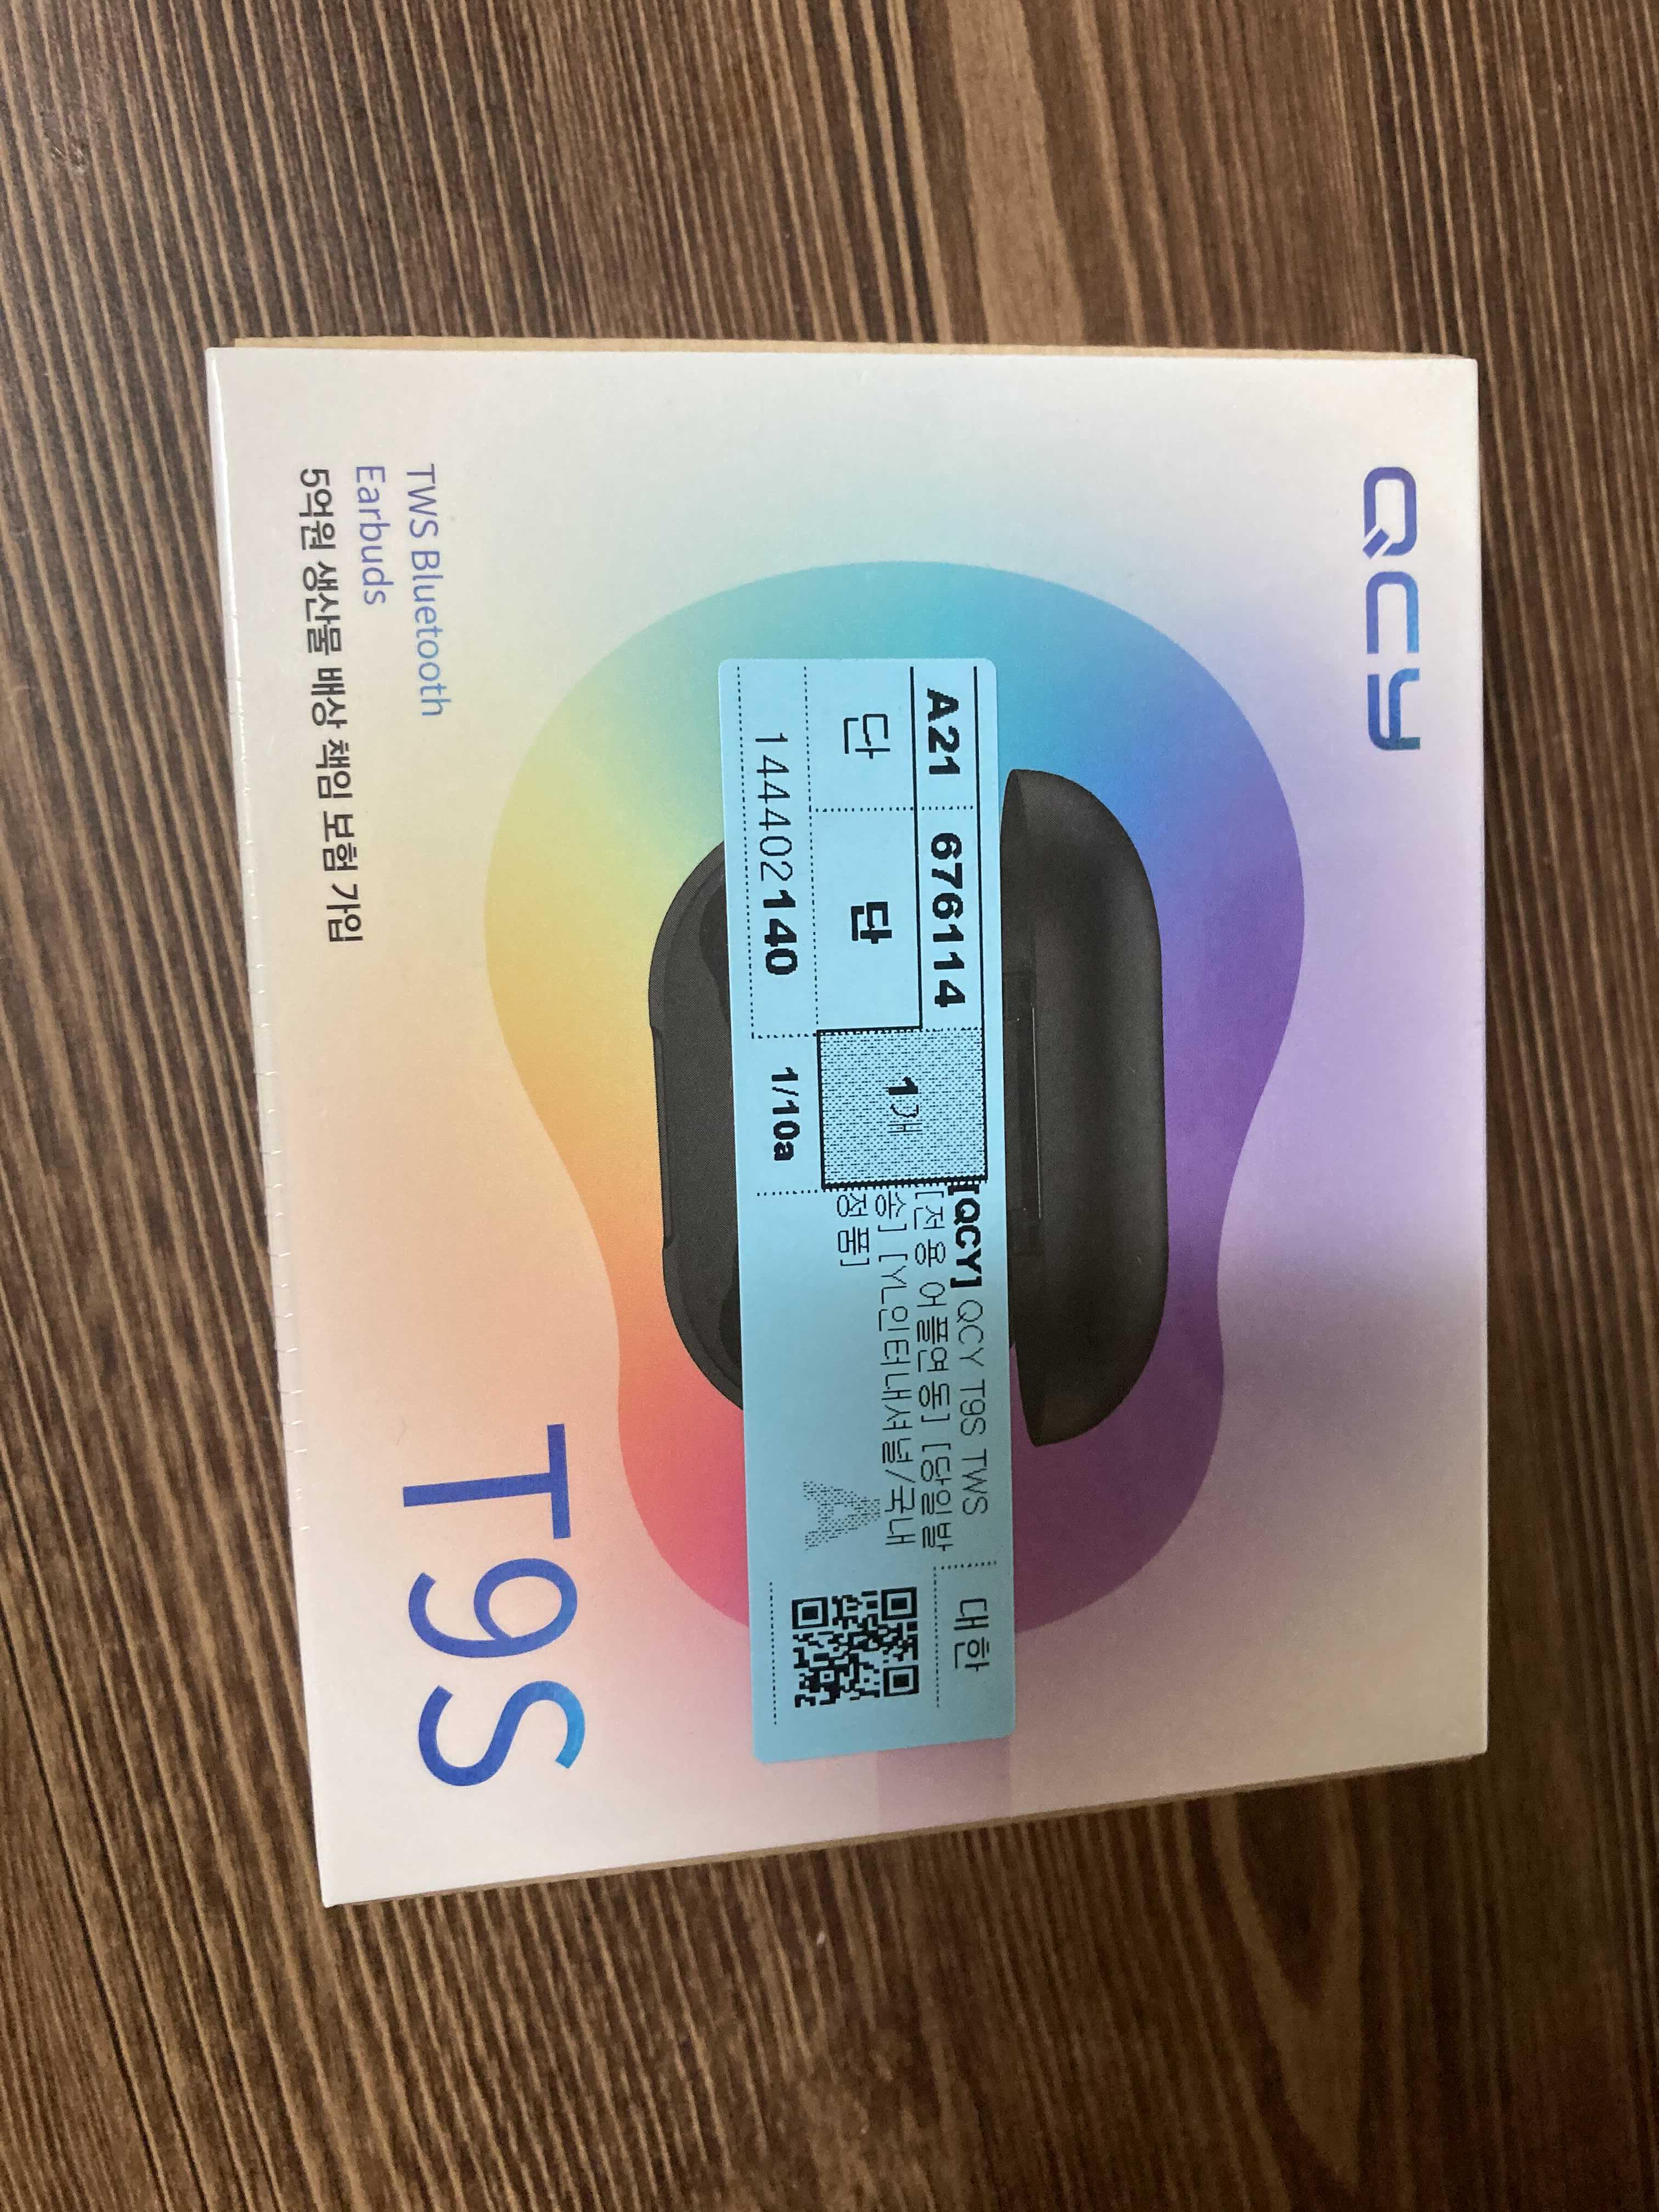 QCY
A21 676114
단 단
1개
144402140 1/10a
[QCY] QCY T9S TWS
[전용 어플연동] [당일발
송] [YL인터내셔널/국내
정품]
A
대한
TWS Bluetooth
Earbuds
5억원 생산물 배상 책임 보험 가입
T9S